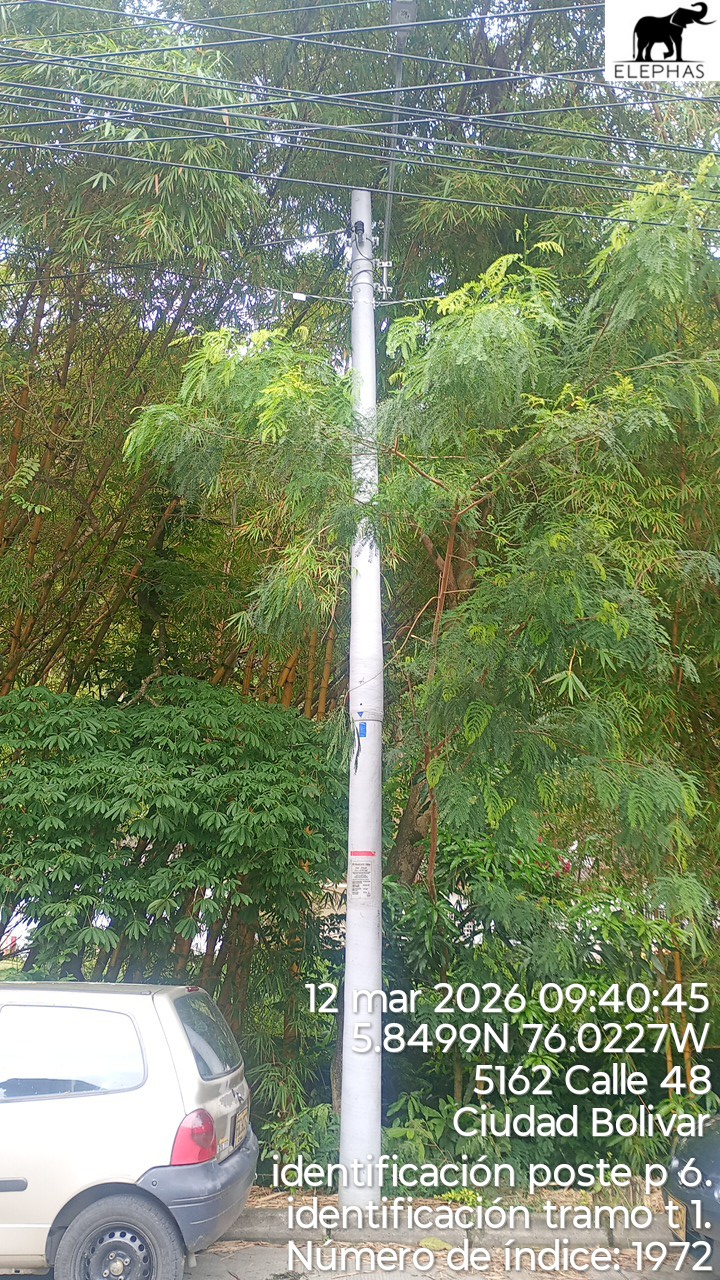 ELEPHAS
12 mar 2026 09:40:45
5.8499N 76.0227W
5162 Calle 48
Ciudad Bolivar
identificación poste p 6.
identificación tramo t 1.
Numero de índice: 1972